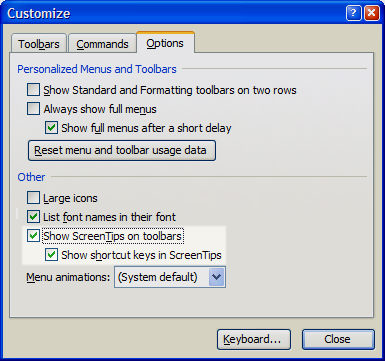 Customize
Toolbars Commands Options
Personalized Menus and Toolbars
Show Standard and Formatting toolbars on two rows
Always show full menus
Show full menus after a short delay
Reset menu and toolbar usage data
Other
Large icons
List font names in their font
Show ScreenTips on toolbars
Show shortcut keys in ScreenTips
Menu animations: (System default)
Keyboard... Close